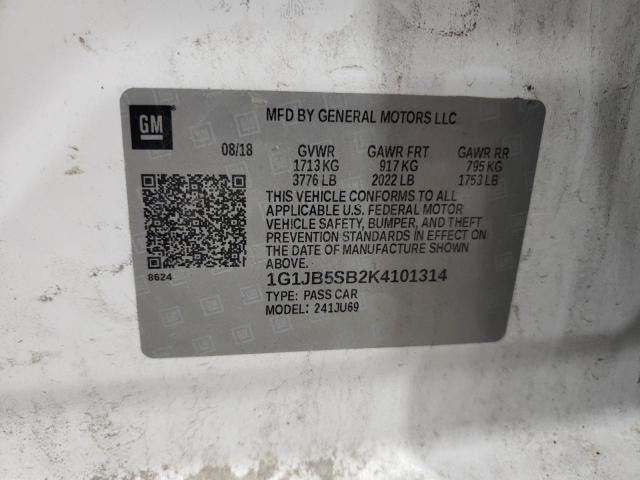 GM
MFD BY GENERAL MOTORS LLC
08/18 GVWR GAWR FRT GAWR RR
1713 KG 917 KG 795 KG
3776 LB 2022 LB 1753 LB
THIS VEHICLE CONFORMS TO ALL
APPLICABLE U.S. FEDERAL MOTOR
VEHICLE SAFETY, BUMPER, AND THEFT
PREVENTION STANDARDS IN EFFECT ON
THE DATE OF MANUFACTURE SHOWN
ABOVE.
8624
1G1JB5SB2K4101314
TYPE: PASS CAR
MODEL: 241JU69